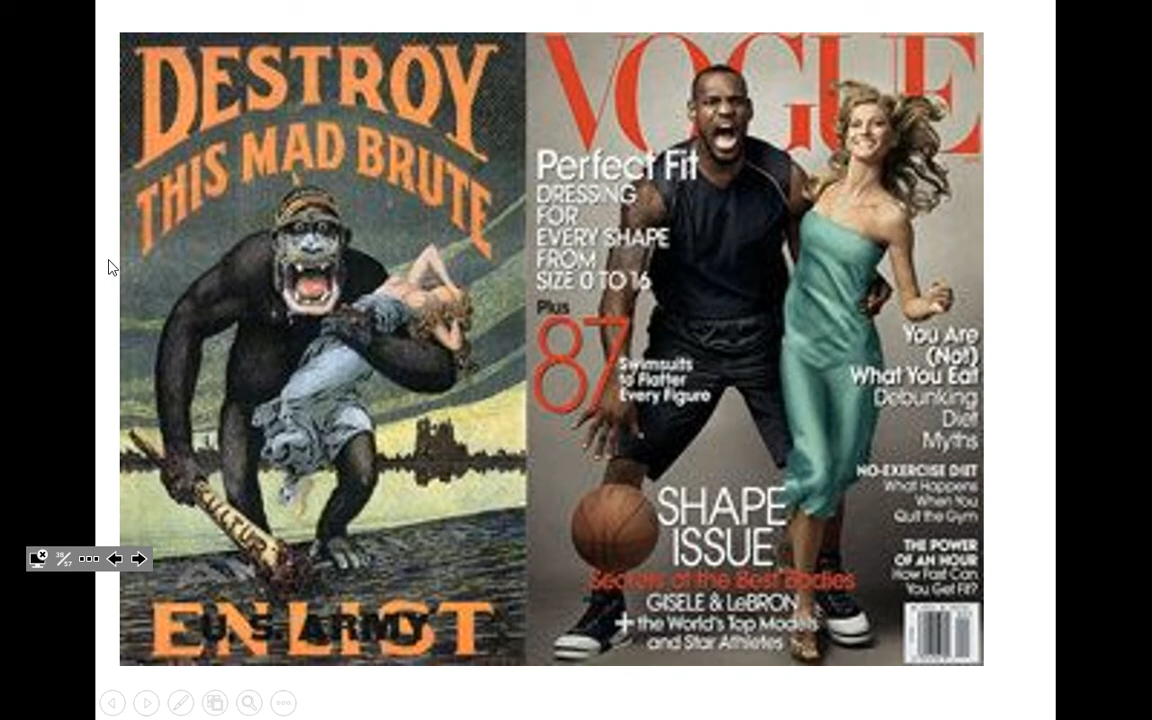 DESTROY
THIS MAD BRUTE
KULTUR
ENLIST
U.S. ARMY
VOGUE
Perfect Fit
DRESSING
FOR
EVERY SHAPE
FROM
SIZE 0 TO 16
Plus
87
Swimsuits
to Flatter
Every Figure
You Are
(Not)
What You Eat
Debunking
Diet
Myths
NO-EXERCISE DIET
What Happens
When You
Quit the Gym
THE POWER
OF AN HOUR
How Fast Can
You Get Fit?
SHAPE
ISSUE
Secrets of the Best Bodies
GISELE & LeBRON
+ the World's Top Models
and Star Athletes
38/57